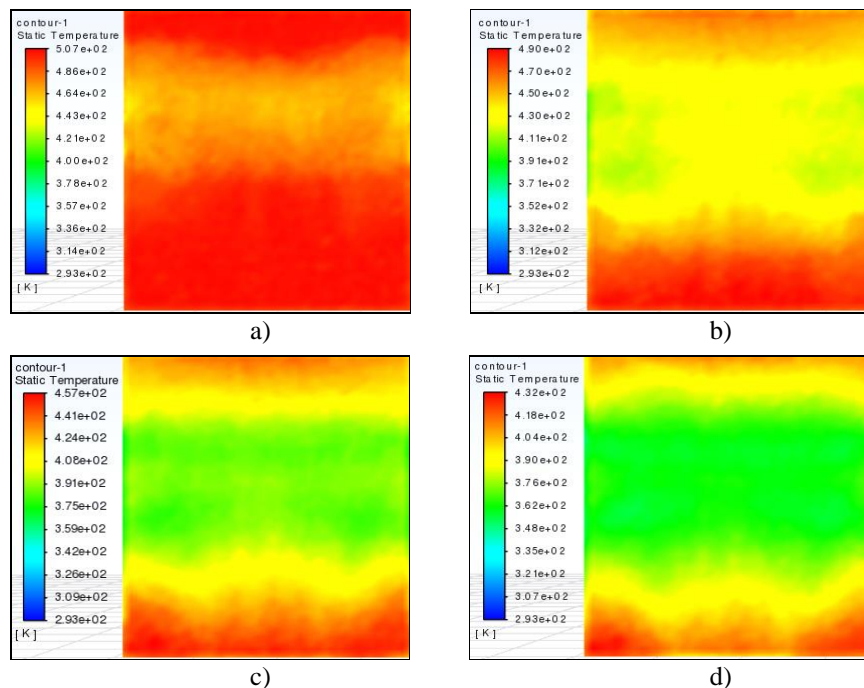 contour-1
Static Temperature
5.07e+02
4.86e+02
4.64e+02
4.43e+02
4.21e+02
4.00e+02
3.78e+02
3.57e+02
3.36e+02
3.14e+02
2.93e+02
[ K ]
a)
contour-1
Static Temperature
4.90e+02
4.70e+02
4.50e+02
4.30e+02
4.11e+02
3.91e+02
3.71e+02
3.52e+02
3.32e+02
3.12e+02
2.93e+02
[ K ]
b)
contour-1
Static Temperature
4.57e+02
4.41e+02
4.24e+02
4.08e+02
3.91e+02
3.75e+02
3.59e+02
3.42e+02
3.26e+02
3.09e+02
2.93e+02
[ K ]
c)
contour-1
Static Temperature
4.32e+02
4.18e+02
4.04e+02
3.90e+02
3.76e+02
3.62e+02
3.48e+02
3.35e+02
3.21e+02
3.07e+02
2.93e+02
[ K ]
d)